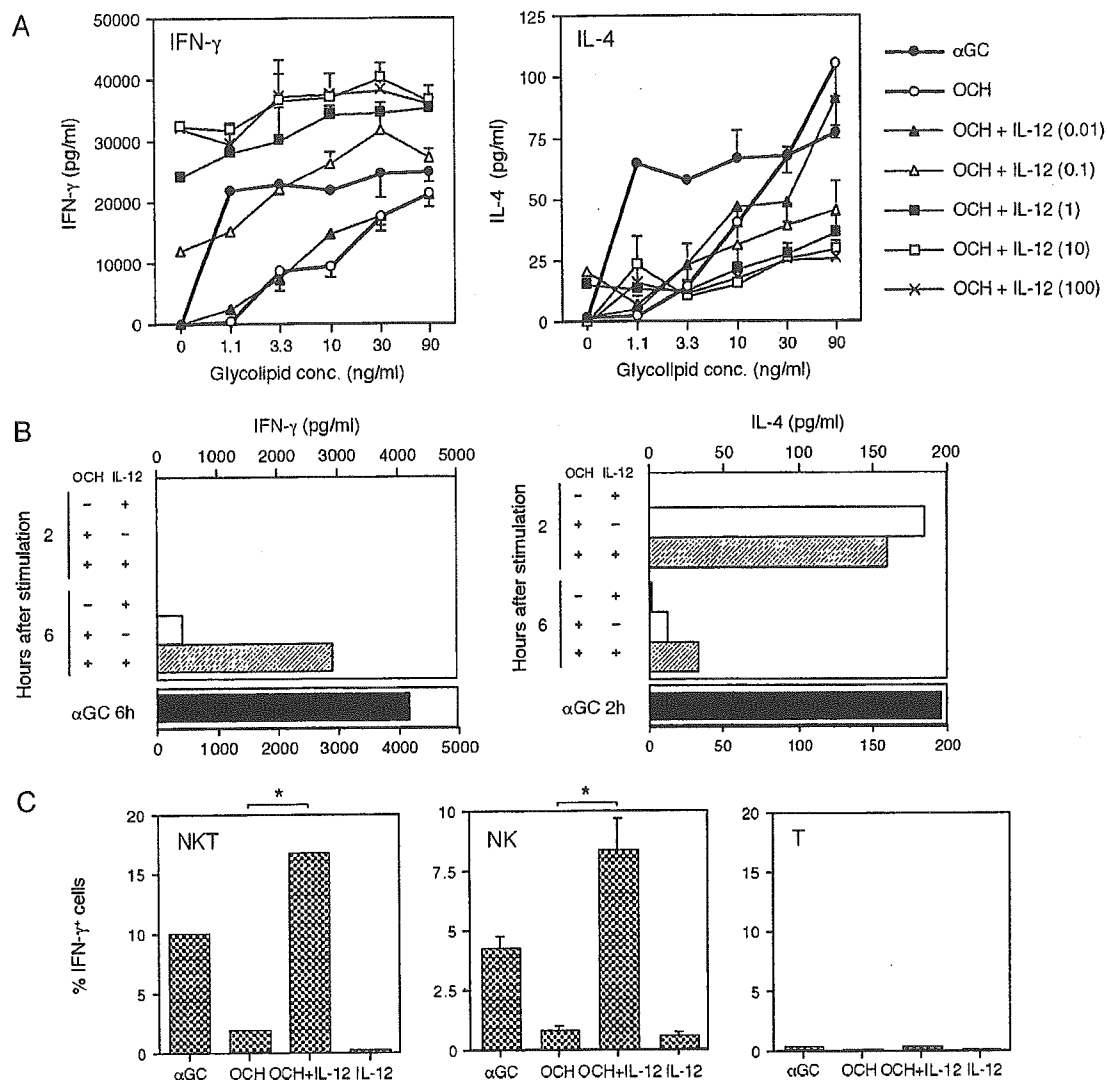 A
IFN-γ
IFN-γ (pg/ml)
50000
40000
30000
20000
10000
0
0 1.1 3.3 10 30 90
Glycolipid conc. (ng/ml)
IL-4
IL-4 (pg/ml)
125
100
75
50
25
0
0 1.1 3.3 10 30 90
Glycolipid conc. (ng/ml)
αGC
OCH
OCH + IL-12 (0.01)
OCH + IL-12 (0.1)
OCH + IL-12 (1)
OCH + IL-12 (10)
OCH + IL-12 (100)
B
IFN-γ (pg/ml)
0 1000 2000 3000 4000 5000
OCH IL-12
Hours after stimulation
2
- +
+ -
+ +
6
- +
+ -
+ +
αGC 6h
0 1000 2000 3000 4000 5000
IL-4 (pg/ml)
0 50 100 150 200
OCH IL-12
Hours after stimulation
2
- +
+ -
+ +
6
- +
+ -
+ +
αGC 2h
0 50 100 150 200
C
% IFN-γ+ cells
NKT
*
20
15
10
5
0
αGC OCH OCH+IL-12 IL-12
NK
*
10
7.5
5
2.5
0
αGC OCH OCH+IL-12 IL-12
T
20
15
10
5
0
αGC OCH OCH+IL-12 IL-12